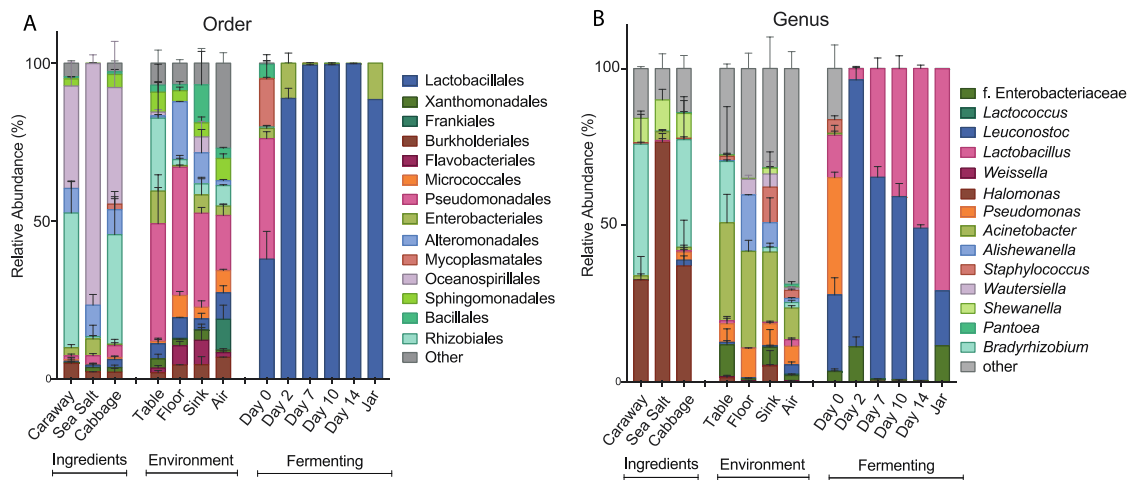 A
Order
Relative Abundance (%)
100
50
0
Caraway
Sea Salt
Cabbage
Table
Floor
Sink
Air
Day 0
Day 2
Day 7
Day 10
Day 14
Jar
Ingredients
Environment
Fermenting
Lactobacillales
Xanthomonadales
Frankiales
Burkholderiales
Flavobacteriales
Micrococcales
Pseudomonadales
Enterobacteriales
Alteromonadales
Mycoplasmatales
Oceanospirillales
Sphingomonadales
Bacillales
Rhizobiales
Other
B
Genus
Relative Abundance (%)
100
50
0
Caraway
Sea Salt
Cabbage
Table
Floor
Sink
Air
Day 0
Day 2
Day 7
Day 10
Day 14
Jar
Ingredients
Environment
Fermenting
f. Enterobacteriaceae
Lactococcus
Leuconostoc
Lactobacillus
Weissella
Halomonas
Pseudomonas
Acinetobacter
Alishewanella
Staphylococcus
Wautersiella
Shewanella
Pantoea
Bradyrhizobium
other